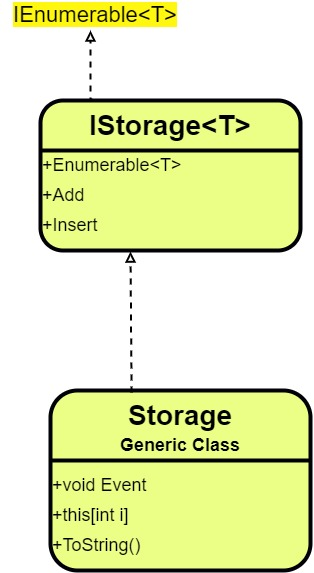 IEnumerable<T>
IStorage<T>
+Enumerable<T>
+Add
+Insert
Storage
Generic Class
+void Event
+this[int i]
+ToString()